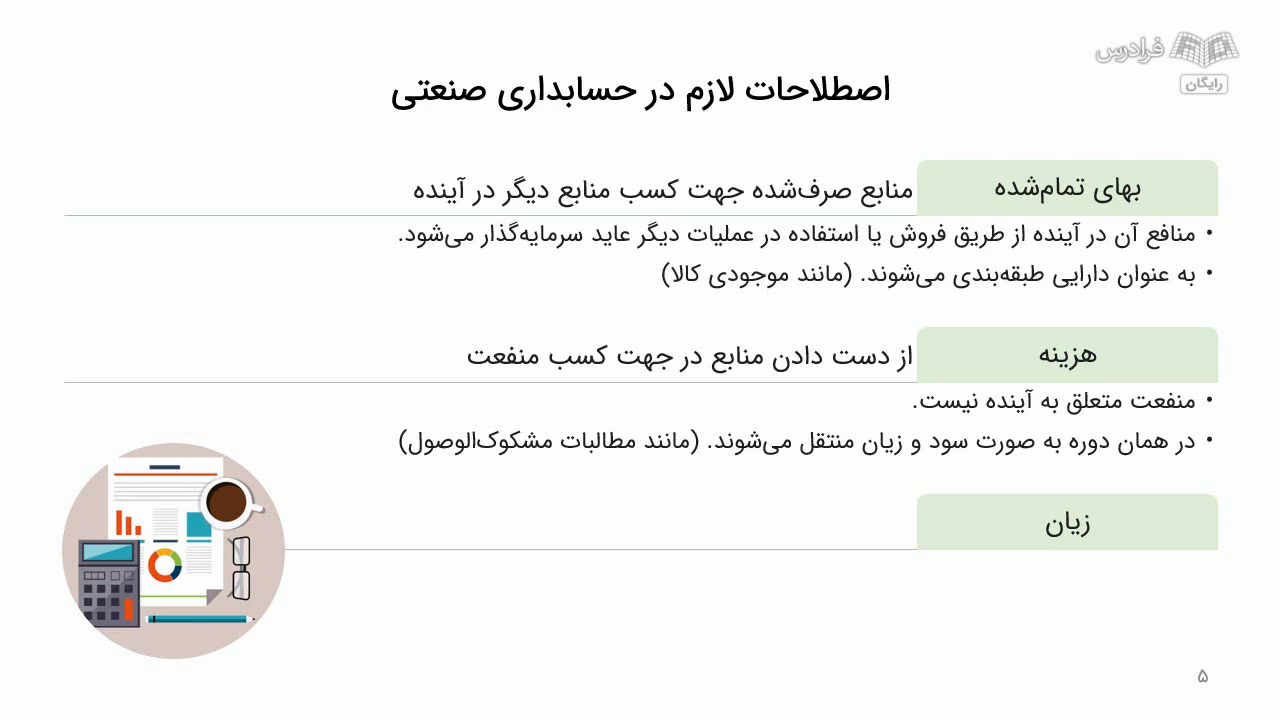 فرادرس
رایگان
اصطلاحات لازم در حسابداری صنعتی
بهای تمام‌شده
منابع صرف‌شده جهت کسب منابع دیگر در آینده
• منافع آن در آینده از طریق فروش یا استفاده در عملیات دیگر عاید سرمایه‌گذار می‌شود.
• به عنوان دارایی طبقه‌بندی می‌شوند. (مانند موجودی کالا)
هزینه
از دست دادن منابع در جهت کسب منفعت
• منفعت متعلق به آینده نیست.
• در همان دوره به صورت سود و زیان منتقل می‌شوند. (مانند مطالبات مشکوک‌الوصول)
زیان
۵